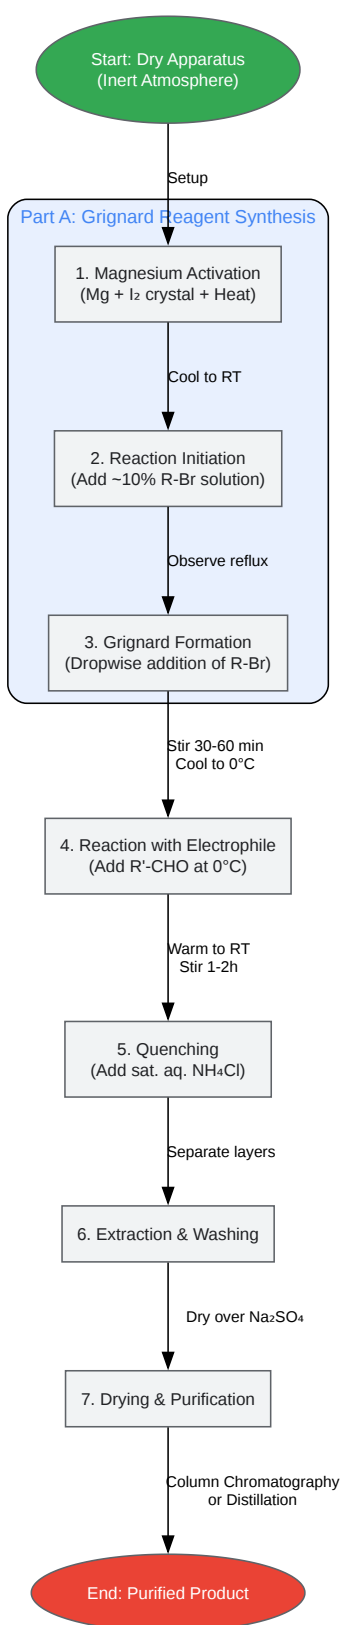 Start: Dry Apparatus
(Inert Atmosphere)
Setup
Part A: Grignard Reagent Synthesis
1. Magnesium Activation
(Mg + I₂ crystal + Heat)
Cool to RT
2. Reaction Initiation
(Add ~10% R-Br solution)
Observe reflux
3. Grignard Formation
(Dropwise addition of R-Br)
Stir 30-60 min
Cool to 0°C
4. Reaction with Electrophile
(Add R'-CHO at 0°C)
Warm to RT
Stir 1-2h
5. Quenching
(Add sat. aq. NH₄Cl)
Separate layers
6. Extraction & Washing
Dry over Na₂SO₄
7. Drying & Purification
Column Chromatography
or Distillation
End: Purified Product